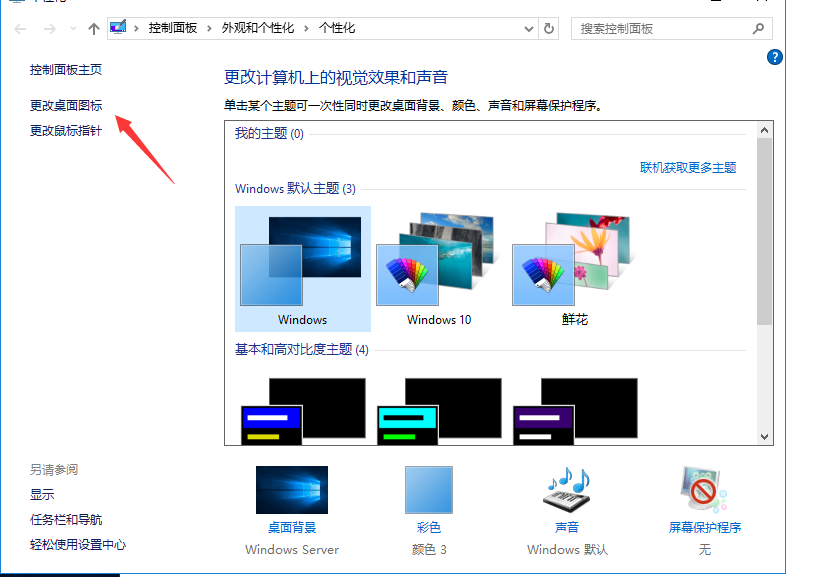 控制面板 › 外观和个性化 › 个性化
搜索控制面板
控制面板主页
更改桌面图标
更改鼠标指针
更改计算机上的视觉效果和声音
单击某个主题可一次性同时更改桌面背景、颜色、声音和屏幕保护程序。
我的主题 (0)
联机获取更多主题
Windows 默认主题 (3)
Windows
Windows 10
鲜花
基本和高对比度主题 (4)
另请参阅
显示
任务栏和导航
轻松使用设置中心
桌面背景
Windows Server
彩色
颜色 3
声音
Windows 默认
屏幕保护程序
无